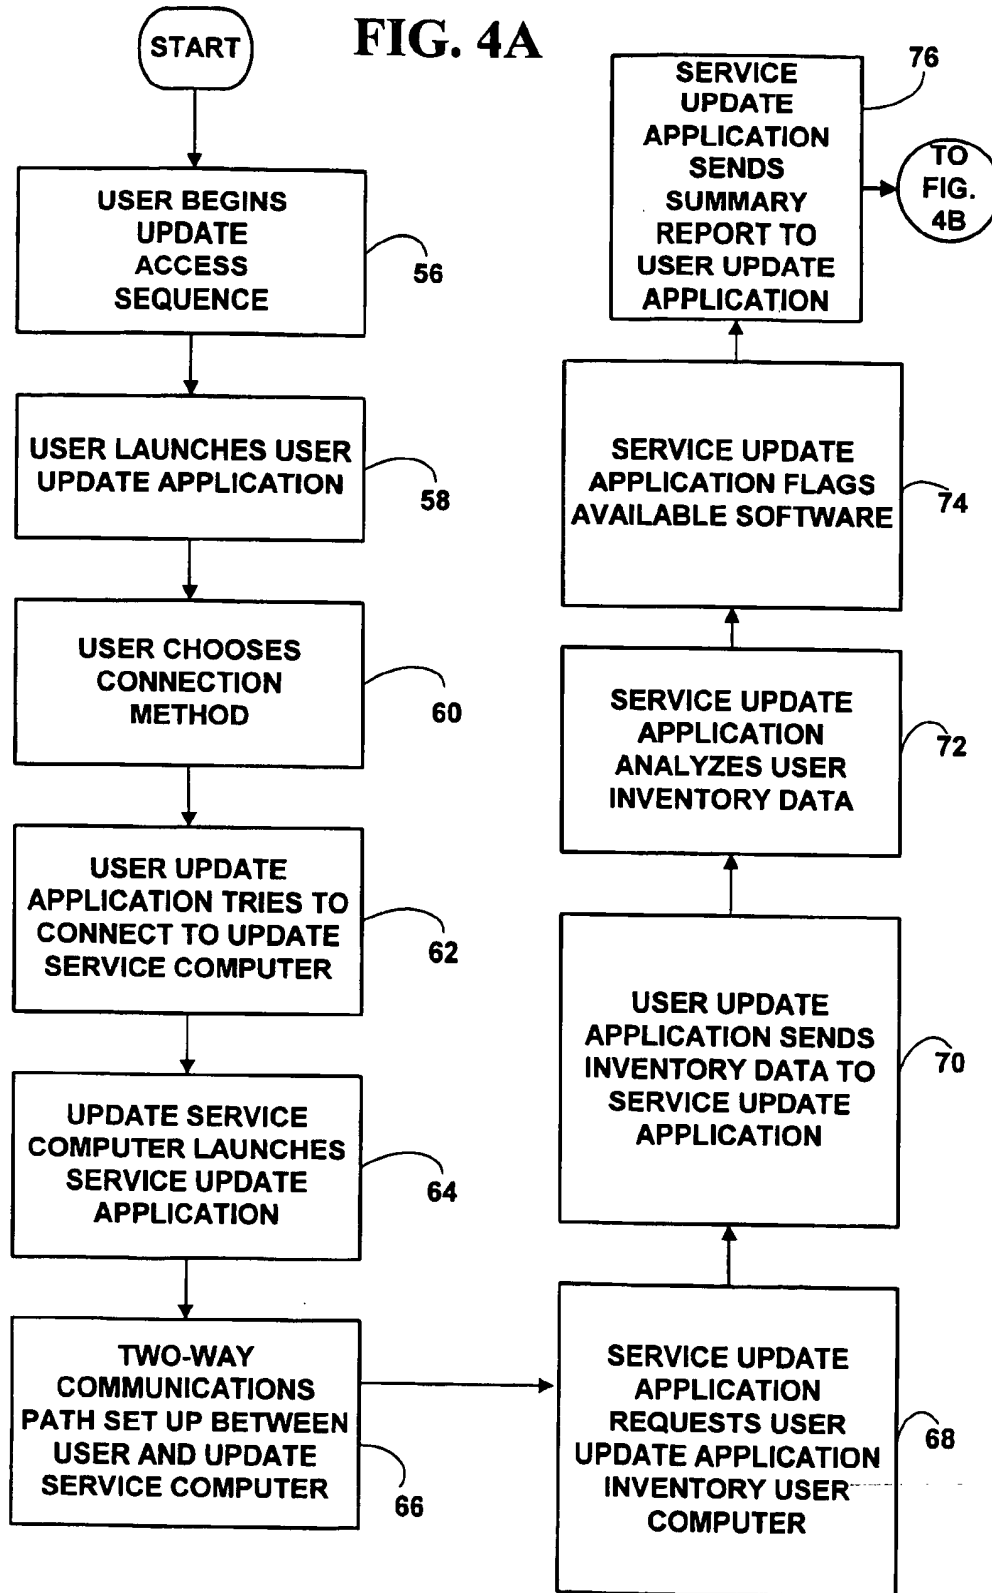 FIG. 4A
START
USER BEGINS
UPDATE
ACCESS
SEQUENCE
56
USER LAUNCHES USER
UPDATE APPLICATION
58
USER CHOOSES
CONNECTION
METHOD
60
USER UPDATE
APPLICATION TRIES TO
CONNECT TO UPDATE
SERVICE COMPUTER
62
UPDATE SERVICE
COMPUTER LAUNCHES
SERVICE UPDATE
APPLICATION
64
TWO-WAY
COMMUNICATIONS
PATH SET UP BETWEEN
USER AND UPDATE
SERVICE COMPUTER
66
SERVICE UPDATE
APPLICATION
REQUESTS USER
UPDATE APPLICATION
INVENTORY USER
COMPUTER
68
USER UPDATE
APPLICATION SENDS
INVENTORY DATA TO
SERVICE UPDATE
APPLICATION
70
SERVICE UPDATE
APPLICATION
ANALYZES USER
INVENTORY DATA
72
SERVICE UPDATE
APPLICATION FLAGS
AVAILABLE SOFTWARE
74
SERVICE
UPDATE
APPLICATION
SENDS
SUMMARY
REPORT TO
USER UPDATE
APPLICATION
76
TO
FIG.
4B